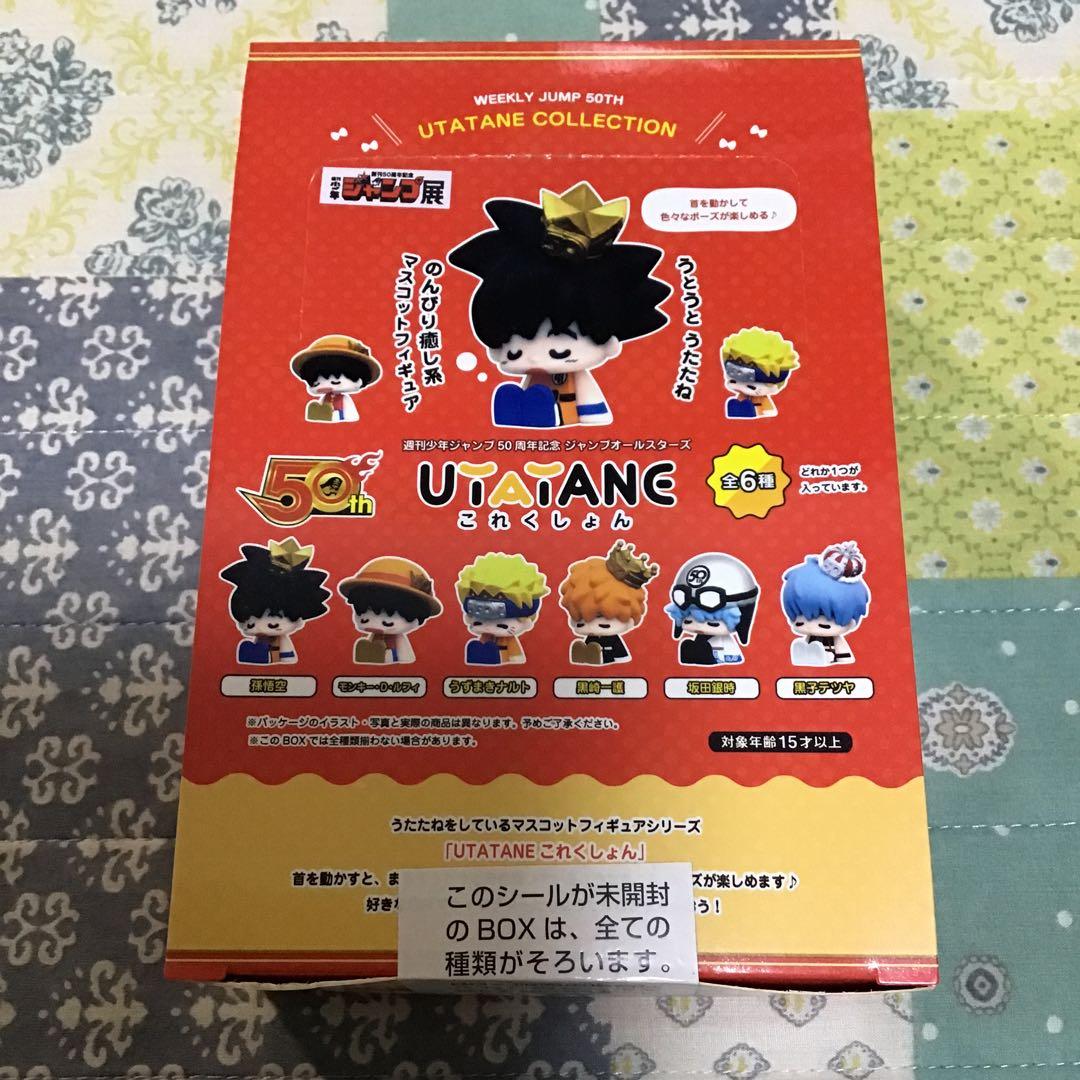 WEEKLY JUMP 50TH
UTATANE COLLECTION
創刊50周年記念
週刊
少年
ジャンプ展
首を動かして
色々なポーズが楽しめる♪
のんびり癒し系
マスコットフィギュア
うとうと うたたね
週刊少年ジャンプ50周年記念 ジャンプオールスターズ
50th
UTATANE
これくしょん
全6種
どれか1つが
入っています。
孫悟空
モンキー・D・ルフィ
うずまきナルト
黒崎一護
坂田銀時
黒子テツヤ
※パッケージのイラスト・写真と実際の商品は異なります。予めご了承ください。
※このBOXでは全種類揃わない場合があります。
対象年齢15才以上
うたたねをしているマスコットフィギュアシリーズ
「UTATANEこれくしょん」
首を動かすと、ま
ズが楽しめます♪
好きな
う!
このシールが未開封
のBOXは、全ての
種類がそろいます。